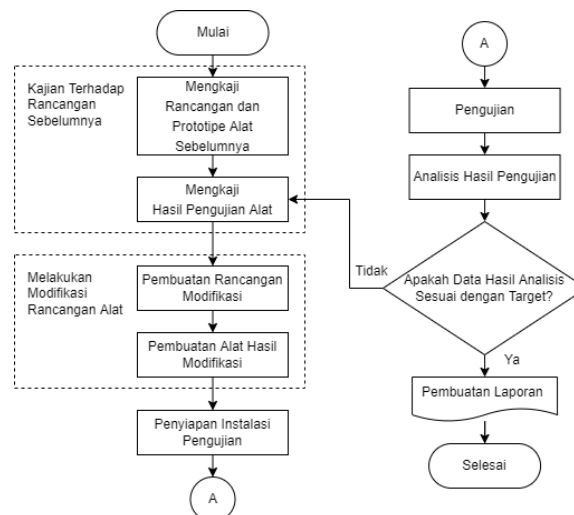 Mulai
Kajian Terhadap
Rancangan
Sebelumnya
Mengkaji
Rancangan dan
Prototipe Alat
Sebelumnya
Mengkaji
Hasil Pengujian Alat
Melakukan
Modifikasi
Rancangan Alat
Pembuatan Rancangan
Modifikasi
Pembuatan Alat Hasil
Modifikasi
Penyiapan Instalasi
Pengujian
A
A
Pengujian
Analisis Hasil Pengujian
Apakah Data Hasil Analisis
Sesuai dengan Target?
Tidak
Ya
Pembuatan Laporan
Selesai